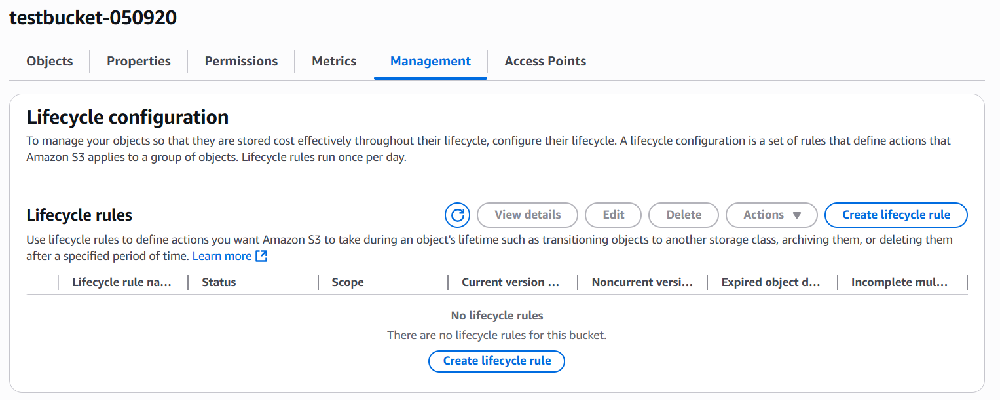 testbucket-050920
Objects
Properties
Permissions
Metrics
Management
Access Points
Lifecycle configuration
To manage your objects so that they are stored cost effectively throughout their lifecycle, configure their lifecycle. A lifecycle configuration is a set of rules that define actions that
Amazon S3 applies to a group of objects. Lifecycle rules run once per day.
Lifecycle rules
View details
Edit
Delete
Actions
Create lifecycle rule
Use lifecycle rules to define actions you want Amazon S3 to take during an object's lifetime such as transitioning objects to another storage class, archiving them, or deleting them
after a specified period of time. Learn more
Lifecycle rule na...
Status
Scope
Current version ...
Noncurrent versi...
Expired object d...
Incomplete mul...
No lifecycle rules
There are no lifecycle rules for this bucket.
Create lifecycle rule